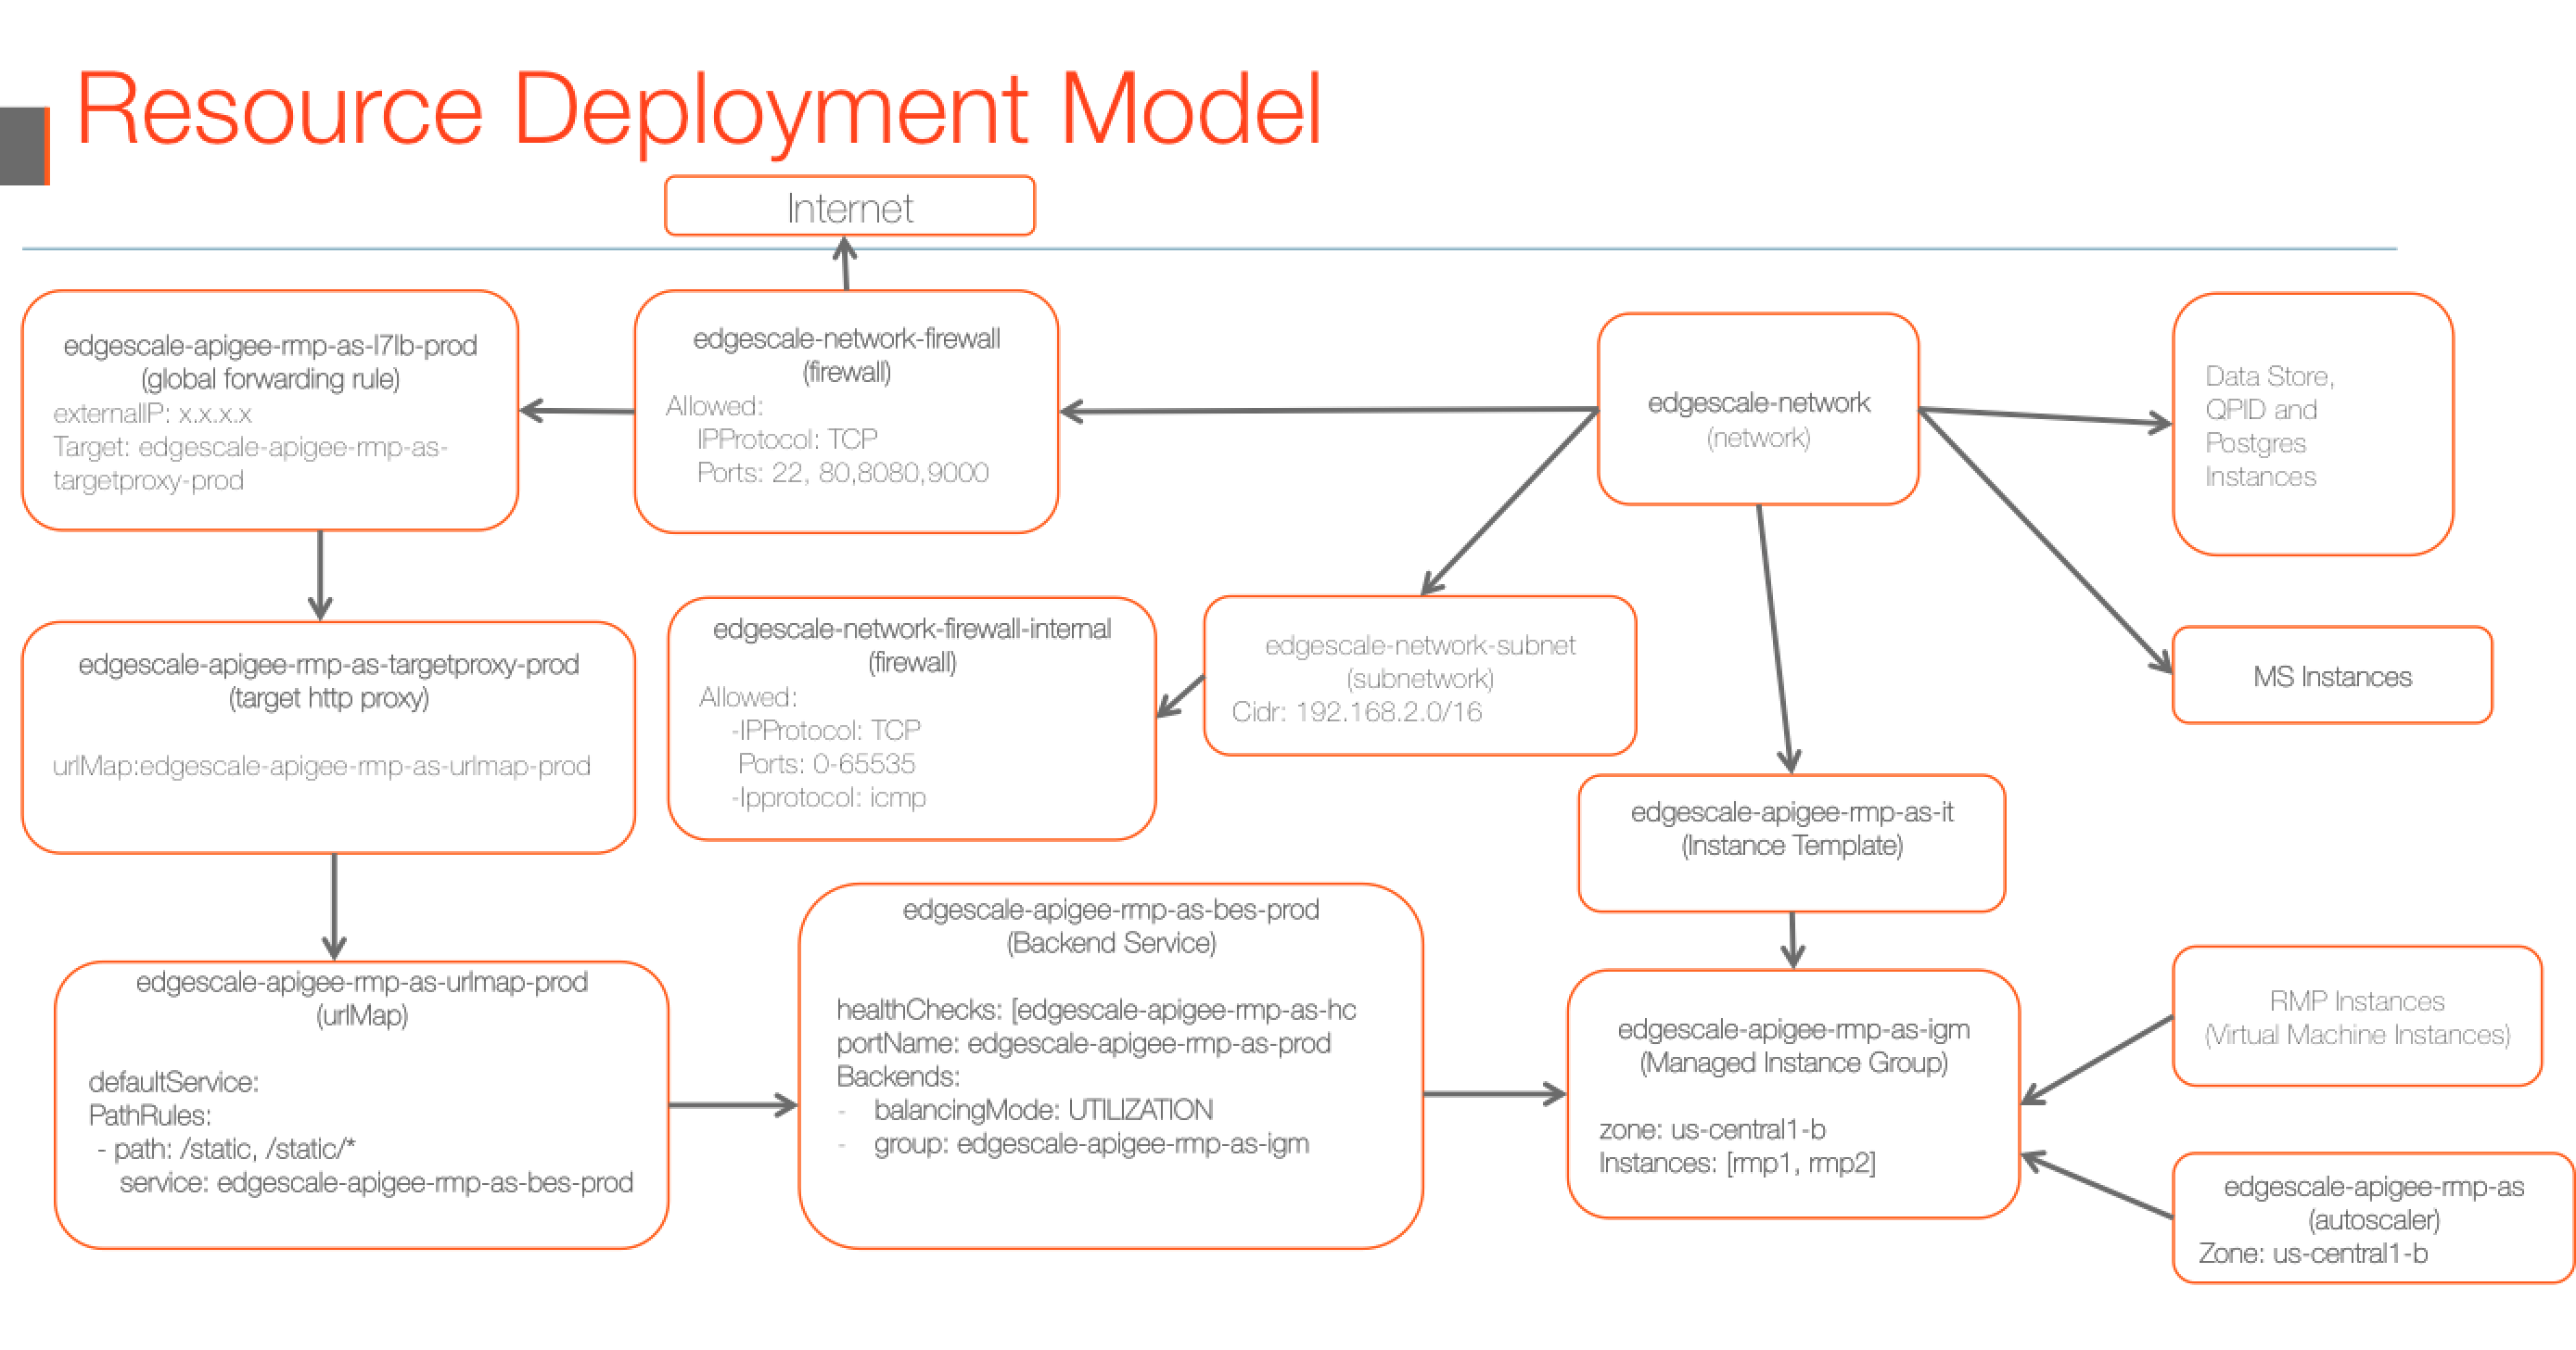 Resource Deployment Model
Internet
edgescale-apigee-rmp-as-l7lb-prod
(global forwarding rule)
externalIP: x.x.x.x
Target: edgescale-apigee-rmp-as-
targetproxy-prod
edgescale-network-firewall
(firewall)
Allowed:
IPProtocol: TCP
Ports: 22, 80,8080,9000
edgescale-network
(network)
Data Store,
QPID and
Postgres
Instances
edgescale-apigee-rmp-as-targetproxy-prod
(target http proxy)
urlMap:edgescale-apigee-rmp-as-urlmap-prod
edgescale-network-firewall-internal
(firewall)
Allowed:
-IPProtocol: TCP
Ports: 0-65535
-Ipprotocol: icmp
edgescale-network-subnet
(subnetwork)
Cidr: 192.168.2.0/16
MS Instances
edgescale-apigee-rmp-as-it
(Instance Template)
edgescale-apigee-rmp-as-urlmap-prod
(urlMap)
defaultService:
PathRules:
- path: /static, /static/*
service: edgescale-apigee-rmp-as-bes-prod
edgescale-apigee-rmp-as-bes-prod
(Backend Service)
healthChecks: [edgescale-apigee-rmp-as-hc
portName: edgescale-apigee-rmp-as-prod
Backends:
- balancingMode: UTILIZATION
- group: edgescale-apigee-rmp-as-igm
edgescale-apigee-rmp-as-igm
(Managed Instance Group)
zone: us-central1-b
Instances: [rmp1, rmp2]
RMP Instances
(Virtual Machine Instances)
edgescale-apigee-rmp-as
(autoscaler)
Zone: us-central1-b